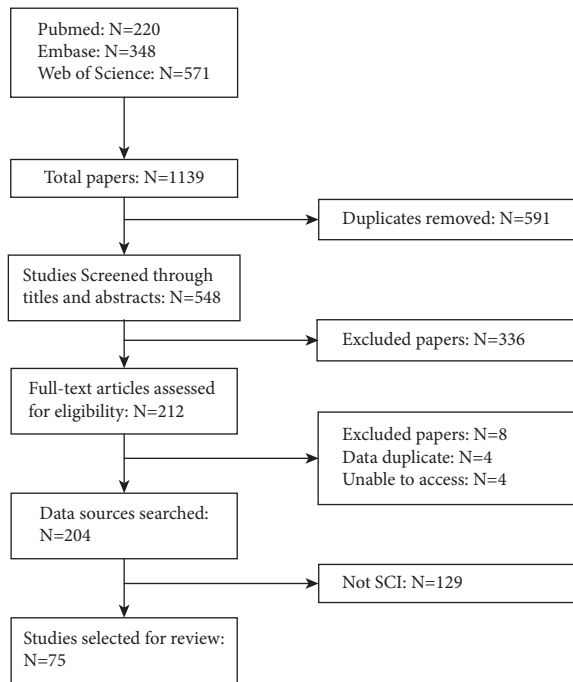 Pubmed: N=220
Embase: N=348
Web of Science: N=571
Total papers: N=1139
Duplicates removed: N=591
Studies Screened through
titles and abstracts: N=548
Excluded papers: N=336
Full-text articles assessed
for eligibility: N=212
Excluded papers: N=8
Data duplicate: N=4
Unable to access: N=4
Data sources searched:
N=204
Not SCI: N=129
Studies selected for review:
N=75